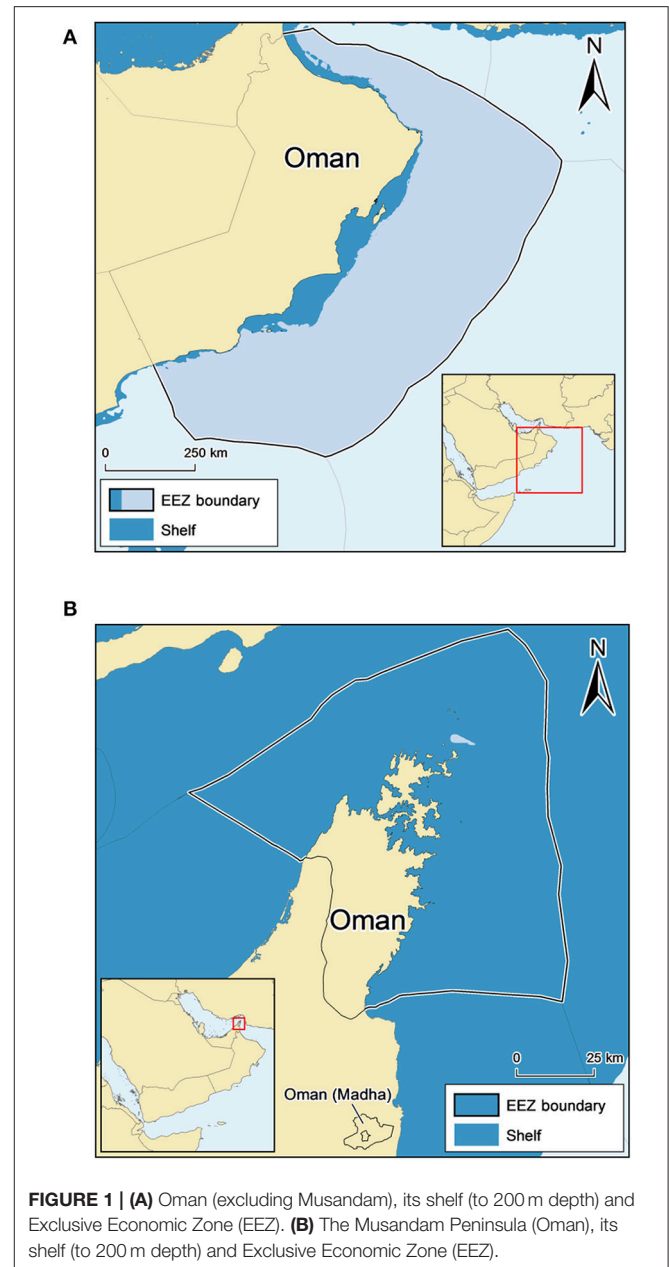 A
N
Oman
0 250 km
EEZ boundary
Shelf
B
N
Oman
0 25 km
Oman (Madha)
EEZ boundary
Shelf
FIGURE 1 | (A) Oman (excluding Musandam), its shelf (to 200 m depth) and
Exclusive Economic Zone (EEZ). (B) The Musandam Peninsula (Oman), its
shelf (to 200 m depth) and Exclusive Economic Zone (EEZ).